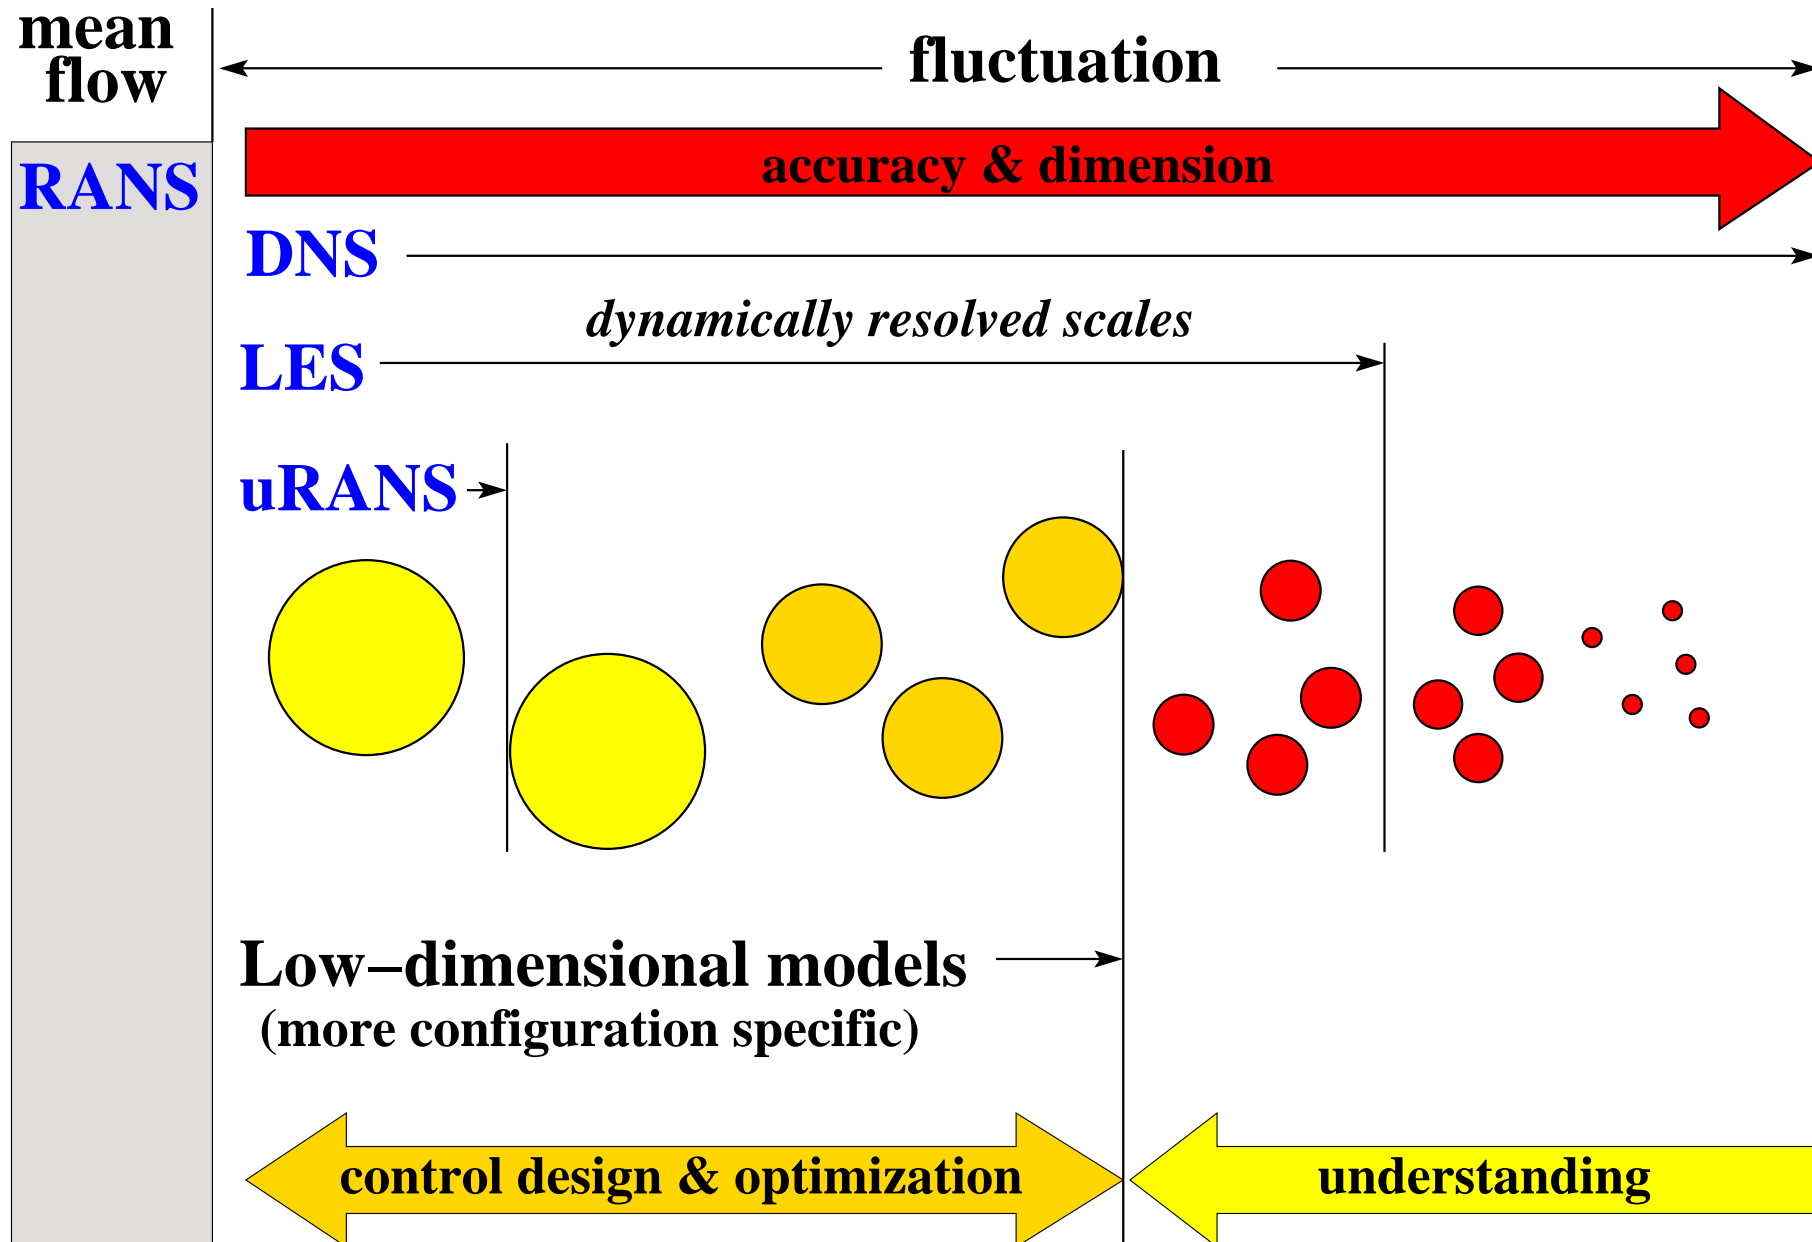 mean
flow
fluctuation
accuracy & dimension
RANS
DNS
dynamically resolved scales
LES
uRANS
Low−dimensional models
(more configuration specific)
control design & optimization
understanding